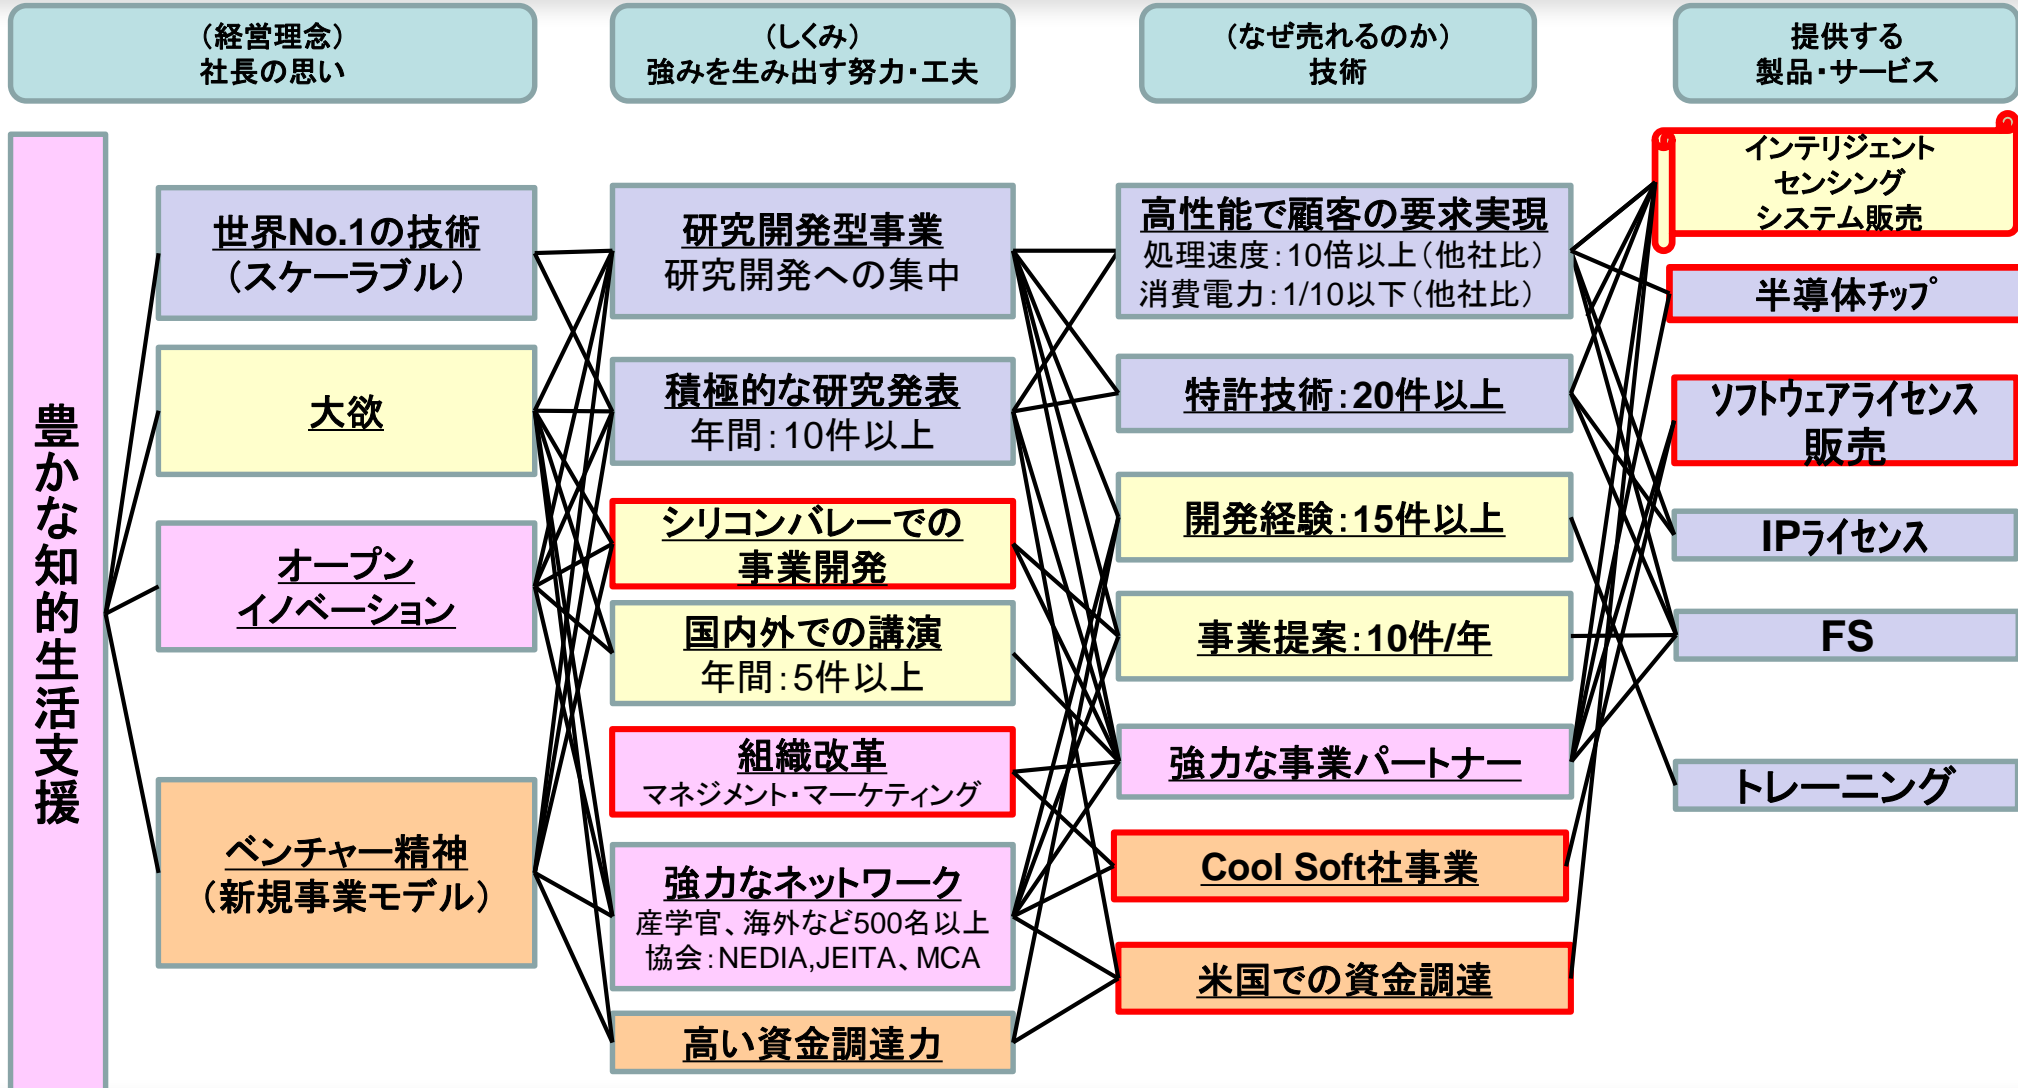 （経営理念）
社長の思い
（しくみ）
強みを生み出す努力・工夫
（なぜ売れるのか）
技術
提供する
製品・サービス
豊かな知的生活支援
世界No.1の技術
（スケーラブル）
大欲
オープン
イノベーション
ベンチャー精神
（新規事業モデル）
研究開発型事業
研究開発への集中
積極的な研究発表
年間：10件以上
シリコンバレーでの
事業開発
国内外での講演
年間：5件以上
組織改革
マネジメント・マーケティング
強力なネットワーク
産学官、海外など500名以上
協会：NEDIA,JEITA、MCA
高い資金調達力
高性能で顧客の要求実現
処理速度：10倍以上（他社比）
消費電力：1/10以下（他社比）
特許技術：20件以上
開発経験：15件以上
事業提案：10件/年
強力な事業パートナー
Cool Soft社事業
米国での資金調達
インテリジェント
センシング
システム販売
半導体チップ
ソフトウェアライセンス
販売
IPライセンス
FS
トレーニング